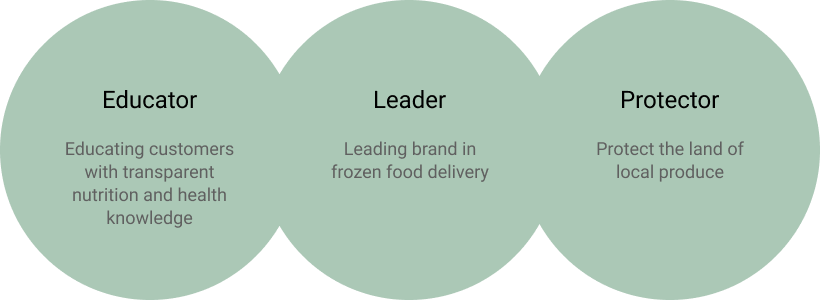 Educator
Educating customers
with transparent
nutrition and health
knowledge
Leader
Leading brand in
frozen food delivery
Protector
Protect the land of
local produce